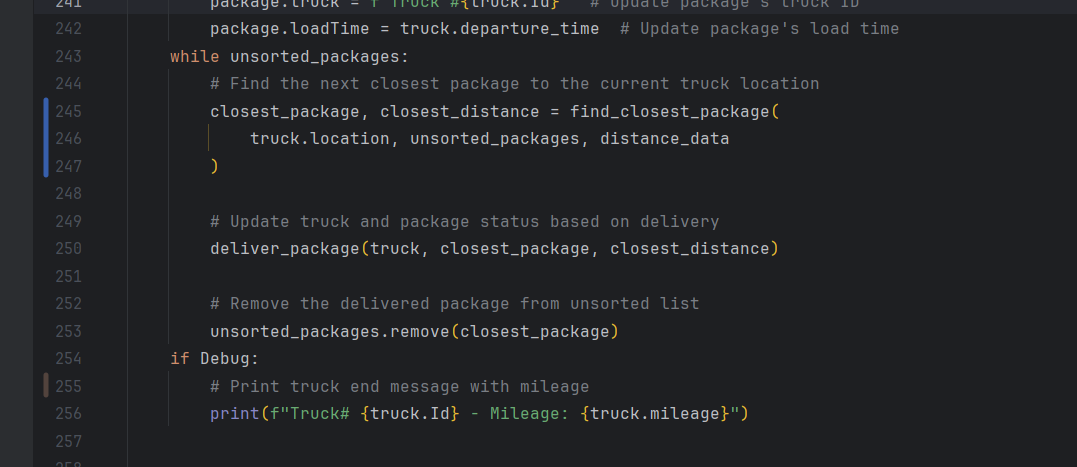 241 package.truck = f"Truck #{truck.Id}" # Update package's truck ID
242 package.loadTime = truck.departure_time # Update package's load time
243 while unsorted_packages:
244 # Find the next closest package to the current truck location
245 closest_package, closest_distance = find_closest_package(
246 truck.location, unsorted_packages, distance_data
247 )
248
249 # Update truck and package status based on delivery
250 deliver_package(truck, closest_package, closest_distance)
251
252 # Remove the delivered package from unsorted list
253 unsorted_packages.remove(closest_package)
254 if Debug:
255 # Print truck end message with mileage
256 print(f"Truck# {truck.Id} - Mileage: {truck.mileage}")
257